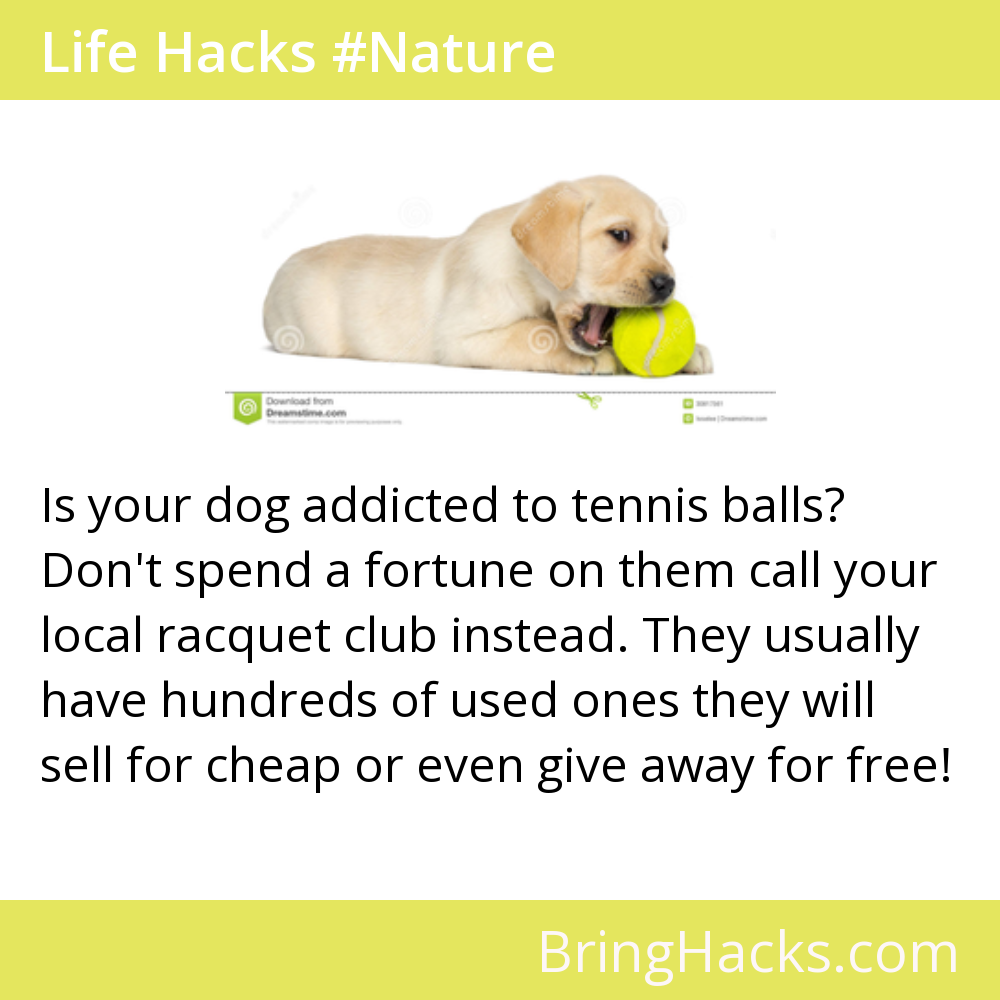 Life Hacks #Nature
Download from
Dreamstime.com
Is your dog addicted to tennis balls?
Don't spend a fortune on them call your
local racquet club instead. They usually
have hundreds of used ones they will
sell for cheap or even give away for free!
BringHacks.com